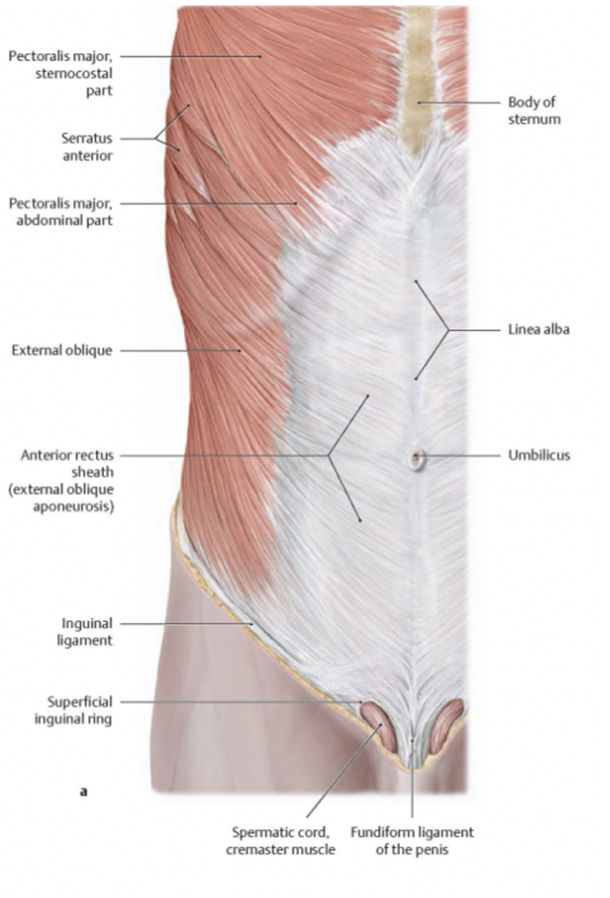 Pectoralis major,
sternocostal
part
Serratus
anterior
Pectoralis major,
abdominal part
External oblique
Anterior rectus
sheath
(external oblique
aponeurosis)
Inguinal
ligament
Superficial
inguinal ring
a
Body of
sternum
Linea alba
Umbilicus
Spermatic cord,
cremaster muscle
Fundiform ligament
of the penis